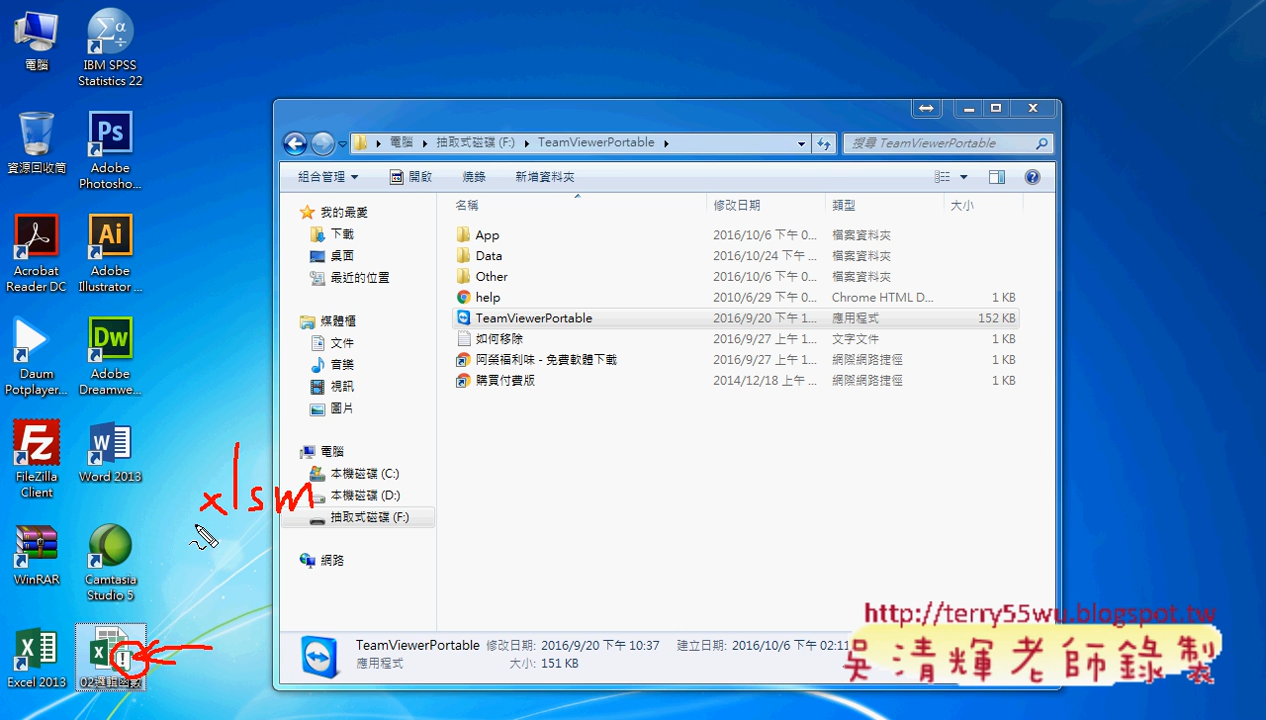 電腦
IBM SPSS
Statistics 22
資源回收筒
Adobe
Photosho...
Acrobat
Reader DC
Adobe
Illustrator ...
Daum
Potplayer...
Adobe
Dreamwe...
FileZilla
Client
Word 2013
WinRAR
Camtasia
Studio 5
Excel 2013
02邏輯函數
xlsm
電腦 抽取式磁碟 (F:) TeamViewerPortable
搜尋 TeamViewerPortable
組合管理 開啟 燒錄 新增資料夾
我的最愛
下載
桌面
最近的位置
媒體櫃
文件
音樂
視訊
圖片
電腦
本機磁碟 (C:)
本機磁碟 (D:)
抽取式磁碟 (F:)
網路
名稱 修改日期 類型 大小
App 2016/10/6 下午 0... 檔案資料夾
Data 2016/10/24 下午 ... 檔案資料夾
Other 2016/10/6 下午 0... 檔案資料夾
help 2010/6/29 下午 0... Chrome HTML D... 1 KB
TeamViewerPortable 2016/9/20 下午 1... 應用程式 152 KB
如何移除 2016/9/27 上午 1... 文字文件 1 KB
阿榮福利味 - 免費軟體下載 2016/9/27 上午 1... 網際網路捷徑 1 KB
購買付費版 2014/12/18 上午 ... 網際網路捷徑 1 KB
TeamViewerPortable 修改日期: 2016/9/20 下午 10:37 建立日期: 2016/10/6 下午 02:11
應用程式 大小: 151 KB
http://terry55wu.blogspot.tw
吳清輝老師錄製